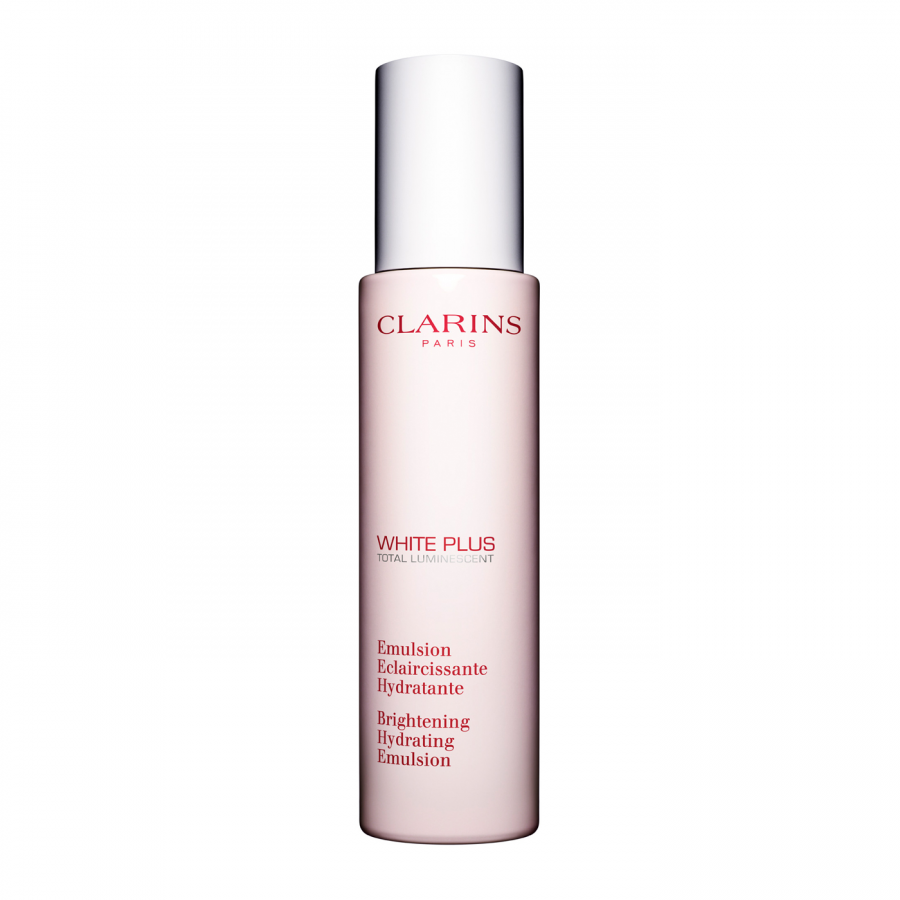 CLARINS
PARIS
WHITE PLUS
TOTAL LUMINESCENT
Emulsion
Eclaircissante
Hydratante
Brightening
Hydrating
Emulsion